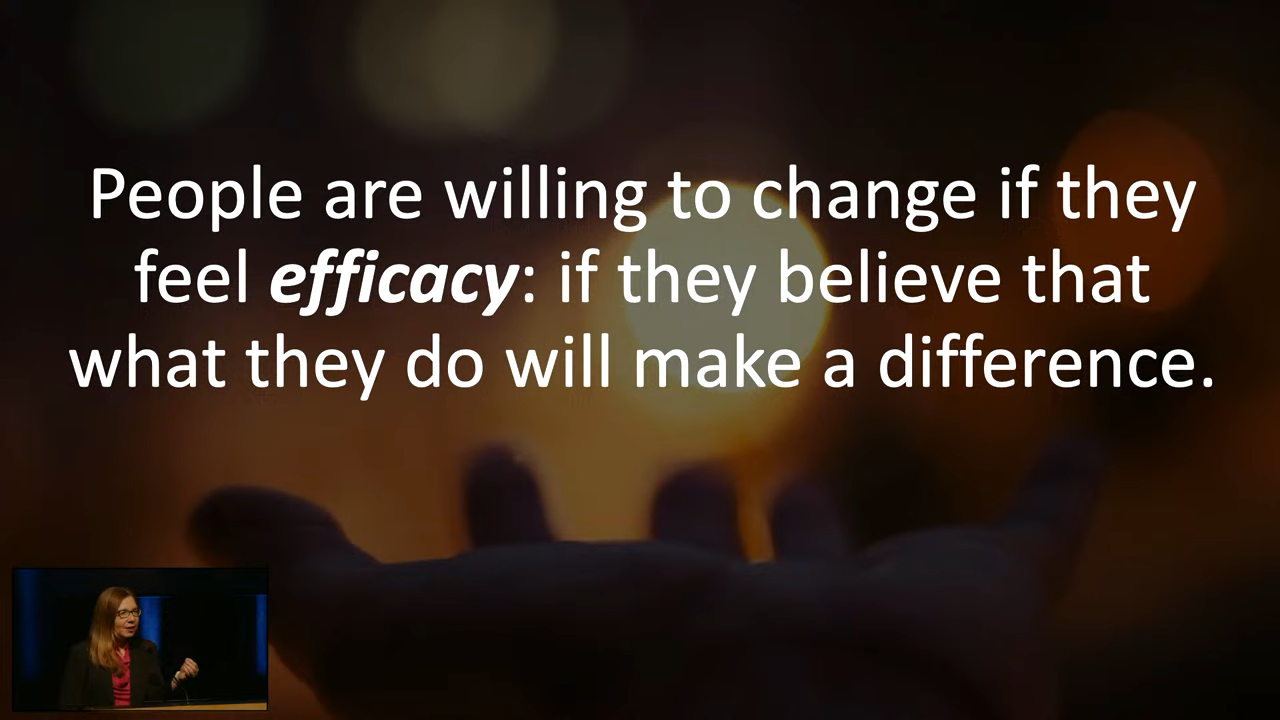 People are willing to change if they
feel efficacy: if they believe that
what they do will make a difference.